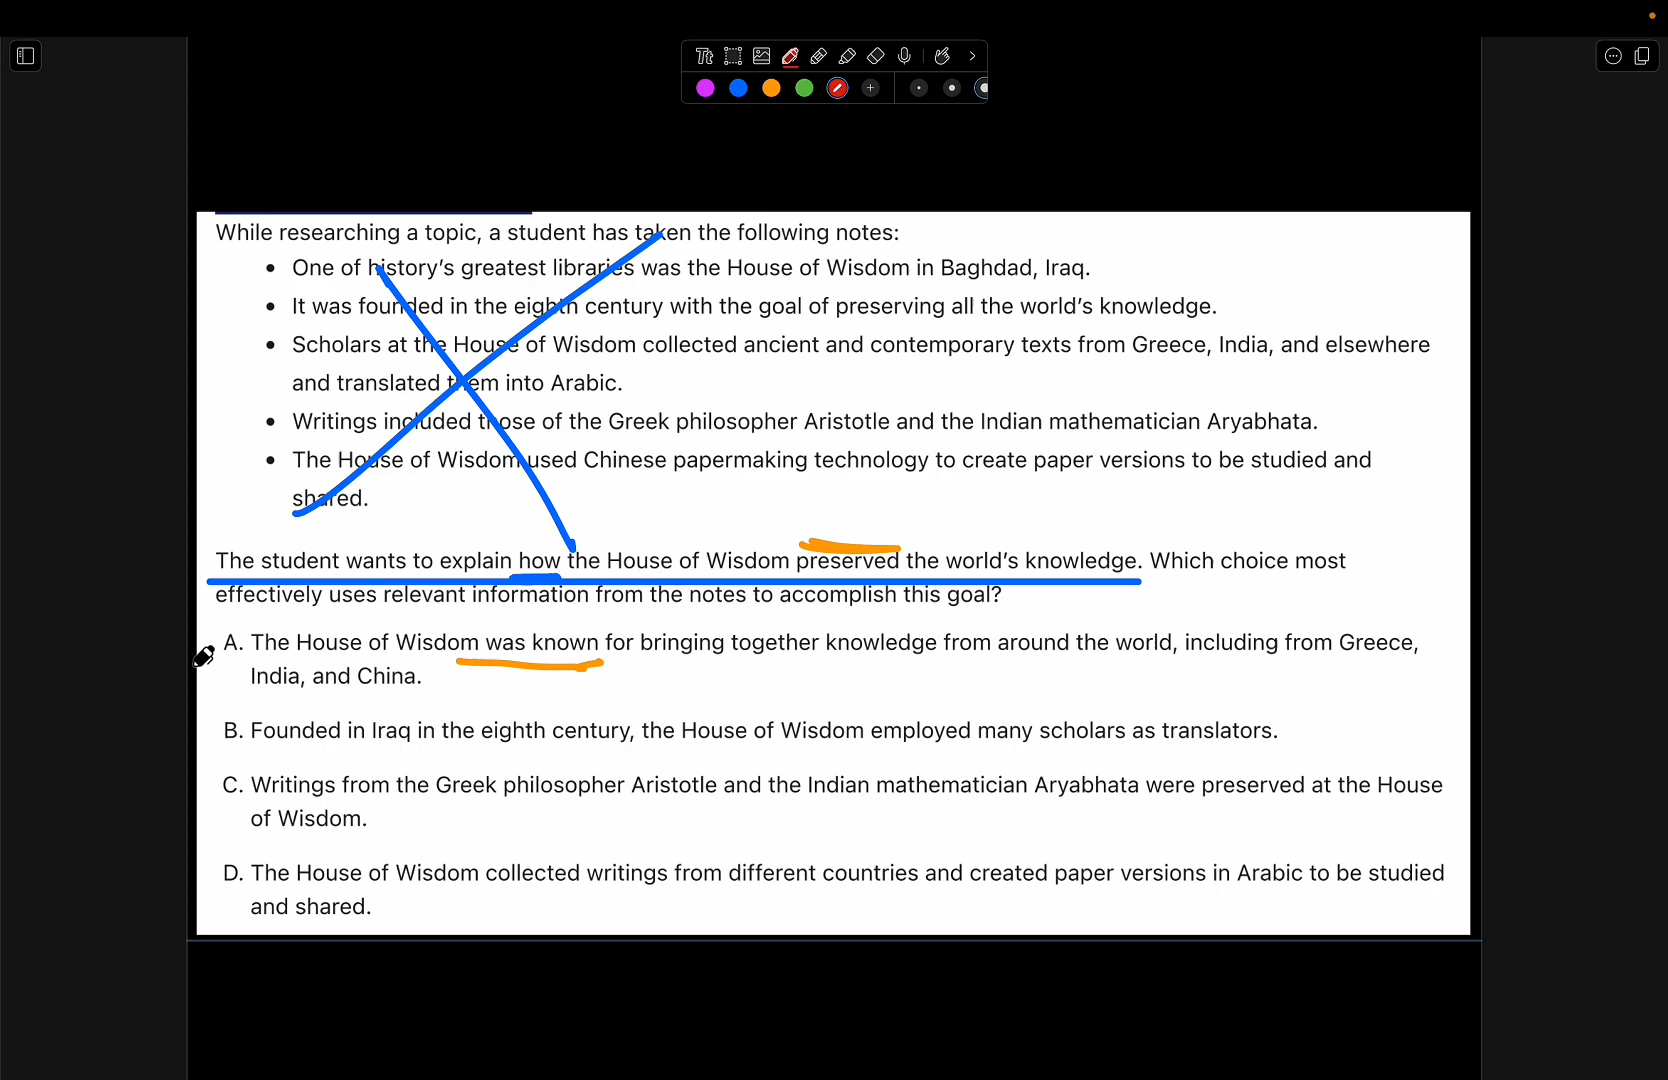 Tt
While researching a topic, a student has taken the following notes:
• One of history’s greatest libraries was the House of Wisdom in Baghdad, Iraq.
• It was founded in the eighth century with the goal of preserving all the world’s knowledge.
• Scholars at the House of Wisdom collected ancient and contemporary texts from Greece, India, and elsewhere
and translated them into Arabic.
• Writings included those of the Greek philosopher Aristotle and the Indian mathematician Aryabhata.
• The House of Wisdom used Chinese papermaking technology to create paper versions to be studied and
shared.
The student wants to explain how the House of Wisdom preserved the world’s knowledge. Which choice most
effectively uses relevant information from the notes to accomplish this goal?
A. The House of Wisdom was known for bringing together knowledge from around the world, including from Greece,
India, and China.
B. Founded in Iraq in the eighth century, the House of Wisdom employed many scholars as translators.
C. Writings from the Greek philosopher Aristotle and the Indian mathematician Aryabhata were preserved at the House
of Wisdom.
D. The House of Wisdom collected writings from different countries and created paper versions in Arabic to be studied
and shared.